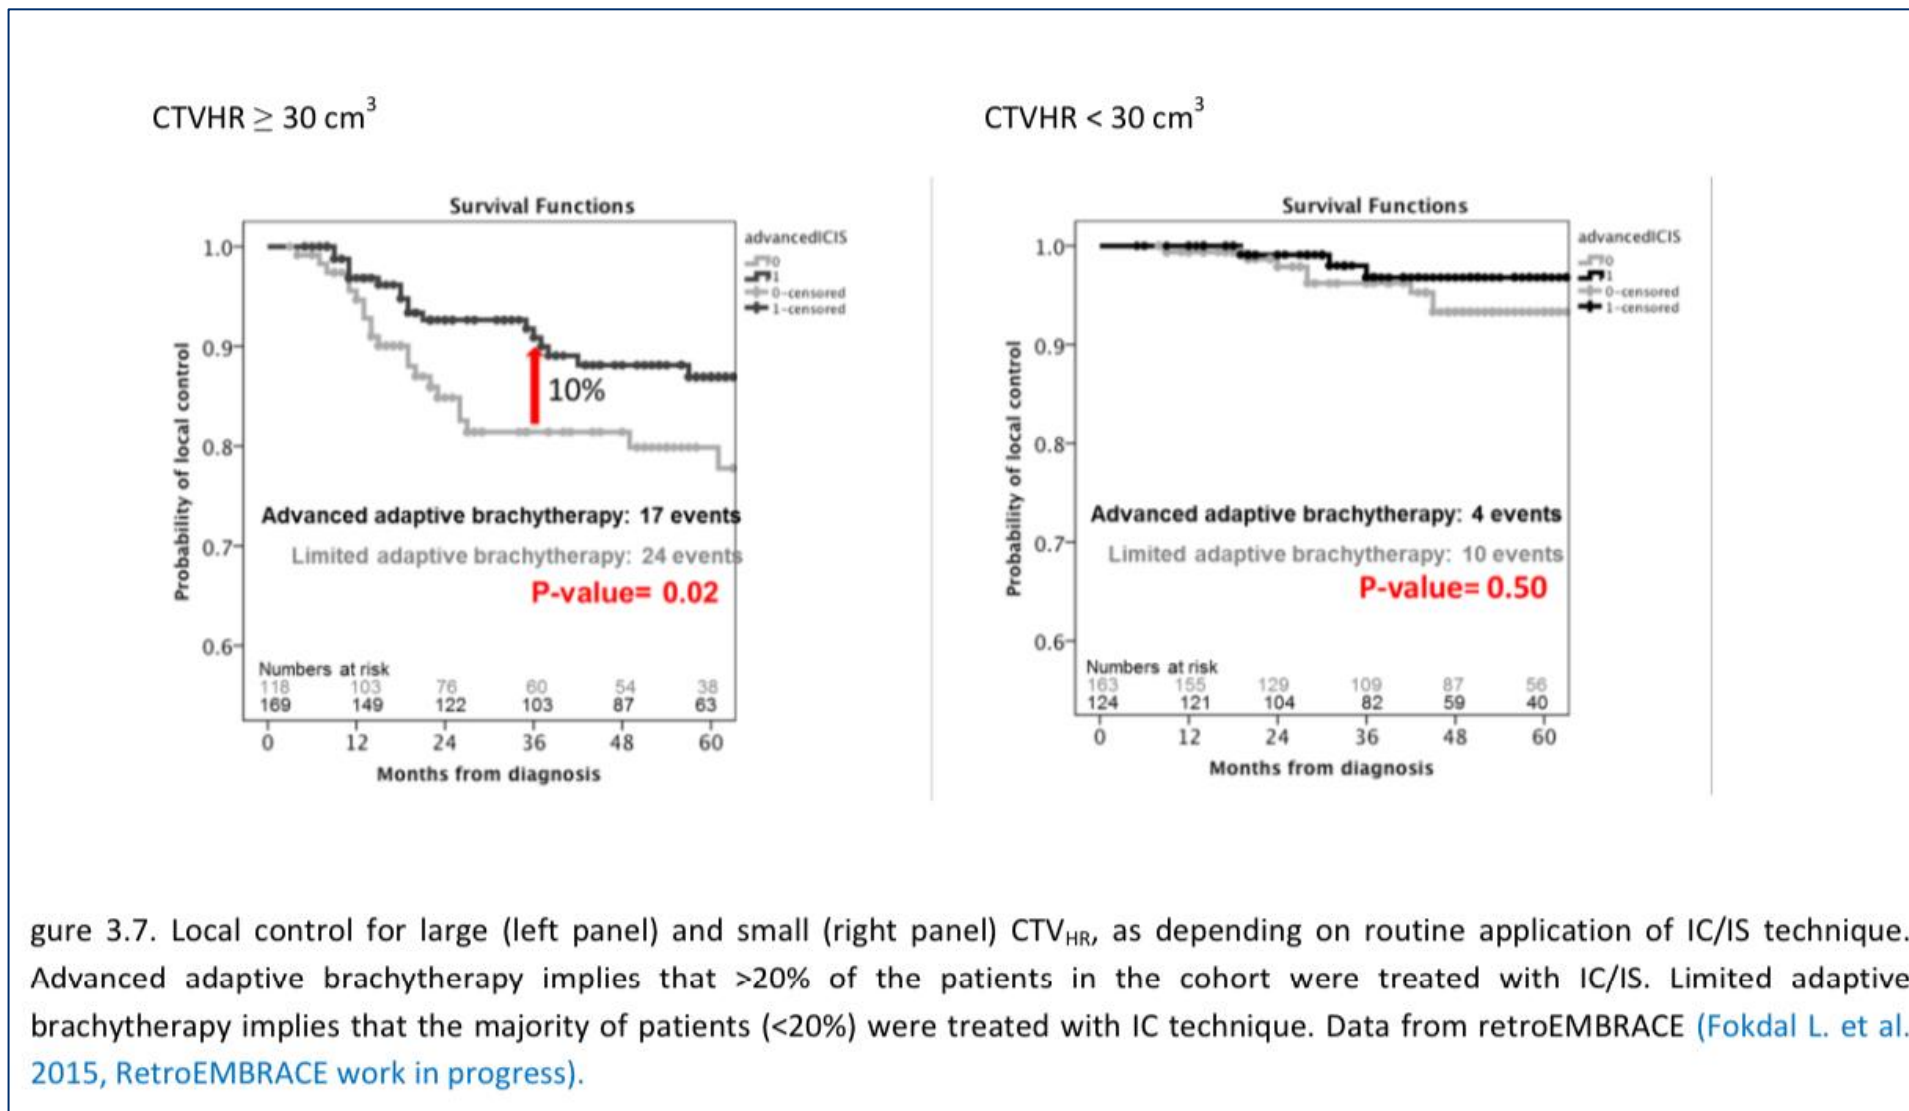 CTVHR ≥ 30 cm³
Survival Functions
advancedICIS
0
1
0-censored
1-censored
Probability of local control
1.0
0.9
0.8
0.7
0.6
10%
Advanced adaptive brachytherapy: 17 events
Limited adaptive brachytherapy: 24 events
P-value= 0.02
Numbers at risk
118 103 76 60 54 38
169 149 122 103 87 63
0 12 24 36 48 60
Months from diagnosis
CTVHR < 30 cm³
Survival Functions
advancedICIS
0
1
0-censored
1-censored
Probability of local control
1.0
0.9
0.8
0.7
0.6
Advanced adaptive brachytherapy: 4 events
Limited adaptive brachytherapy: 10 events
P-value= 0.50
Numbers at risk
163 155 129 109 87 56
124 121 104 82 59 40
0 12 24 36 48 60
Months from diagnosis
gure 3.7. Local control for large (left panel) and small (right panel) CTVHR, as depending on routine application of IC/IS technique.
Advanced adaptive brachytherapy implies that >20% of the patients in the cohort were treated with IC/IS. Limited adaptive
brachytherapy implies that the majority of patients (<20%) were treated with IC technique. Data from retroEMBRACE (Fokdal L. et al.
2015, RetroEMBRACE work in progress).